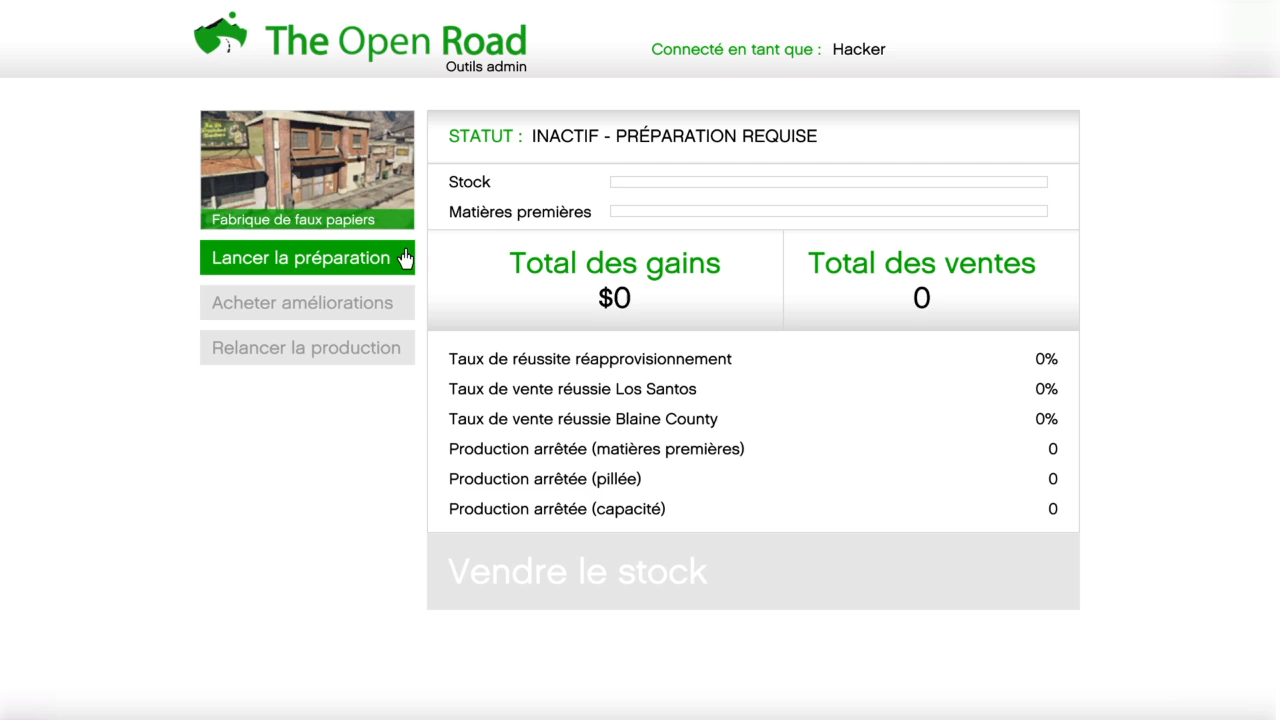 The Open Road
Outils admin
Connecté en tant que : Hacker
Fabrique de faux papiers
Lancer la préparation
Acheter améliorations
Relancer la production
STATUT : INACTIF - PRÉPARATION REQUISE
Stock
Matières premières
Total des gains
$0
Total des ventes
0
Taux de réussite réapprovisionnement 0%
Taux de vente réussie Los Santos 0%
Taux de vente réussie Blaine County 0%
Production arrêtée (matières premières) 0
Production arrêtée (pillée) 0
Production arrêtée (capacité) 0
Vendre le stock